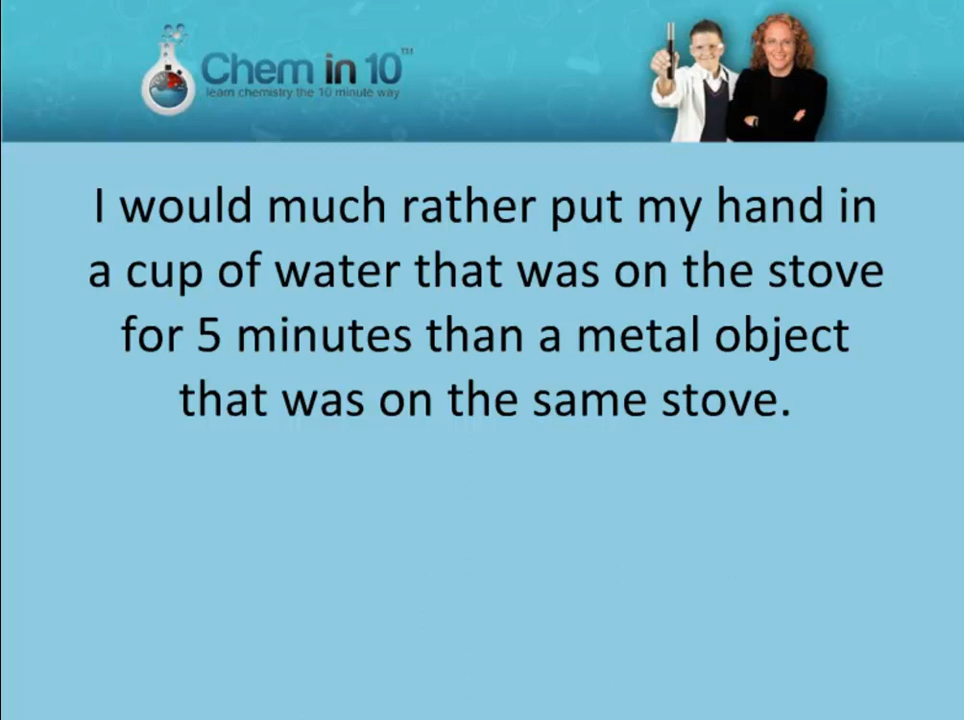 Chem in 10™
learn chemistry the 10 minute way
I would much rather put my hand in
a cup of water that was on the stove
for 5 minutes than a metal object
that was on the same stove.